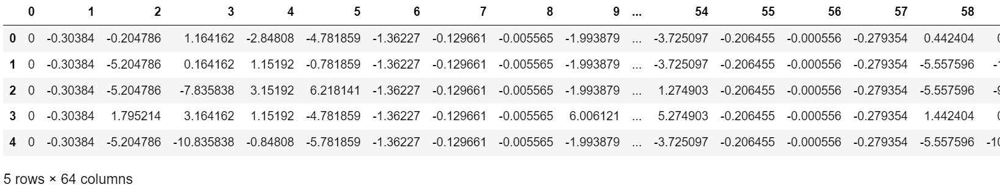 0 1 2 3 4 5 6 7 8 9 ... 54 55 56 57 58
0 0 -0.30384 -0.204786 1.164162 -2.84808 -4.781859 -1.36227 -0.129661 -0.005565 -1.993879 ... -3.725097 -0.206455 -0.000556 -0.279354 0.442404
1 0 -0.30384 -5.204786 0.164162 1.15192 -0.781859 -1.36227 -0.129661 -0.005565 -1.993879 ... -3.725097 -0.206455 -0.000556 -0.279354 -5.557596
2 0 -0.30384 -5.204786 -7.835838 3.15192 6.218141 -1.36227 -0.129661 -0.005565 -1.993879 ... 1.274903 -0.206455 -0.000556 -0.279354 -5.557596
3 0 -0.30384 1.795214 3.164162 1.15192 -4.781859 -1.36227 -0.129661 -0.005565 6.006121 ... 5.274903 -0.206455 -0.000556 -0.279354 1.442404
4 0 -0.30384 -5.204786 -10.835838 -0.84808 -5.781859 -1.36227 -0.129661 -0.005565 -1.993879 ... -3.725097 -0.206455 -0.000556 -0.279354 -5.557596
5 rows × 64 columns